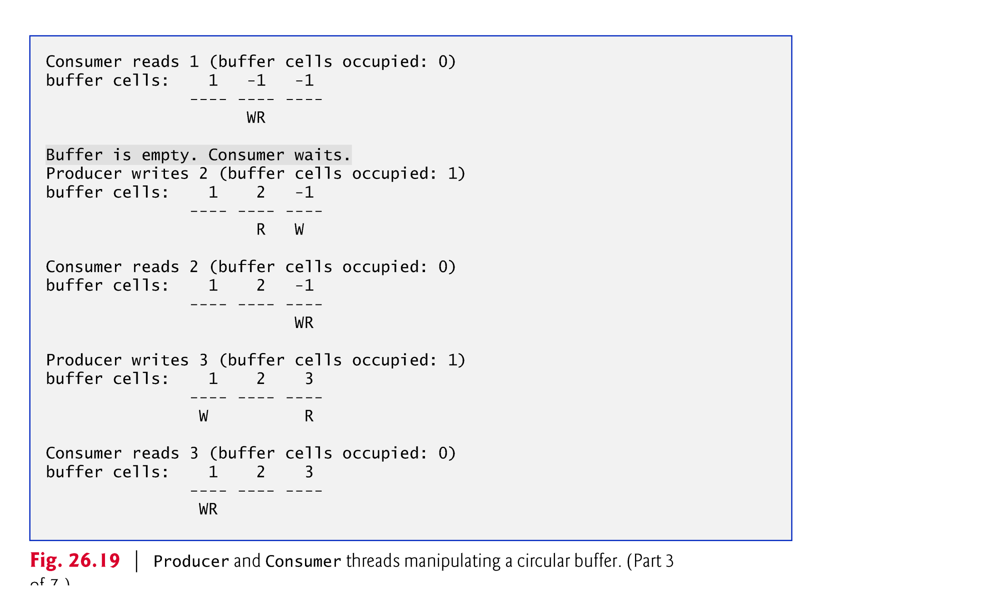 Consumer reads 1 (buffer cells occupied: 0)
buffer cells:    1   -1   -1
               ---- ---- ----
                     WR
Buffer is empty. Consumer waits.
Producer writes 2 (buffer cells occupied: 1)
buffer cells:    1    2   -1
               ---- ---- ----
                      R   W
Consumer reads 2 (buffer cells occupied: 0)
buffer cells:    1    2   -1
               ---- ---- ----
                          WR
Producer writes 3 (buffer cells occupied: 1)
buffer cells:    1    2    3
               ---- ---- ----
                W          R
Consumer reads 3 (buffer cells occupied: 0)
buffer cells:    1    2    3
               ---- ---- ----
                WR
Fig. 26.19 | Producer and Consumer threads manipulating a circular buffer. (Part 3
of 7.)